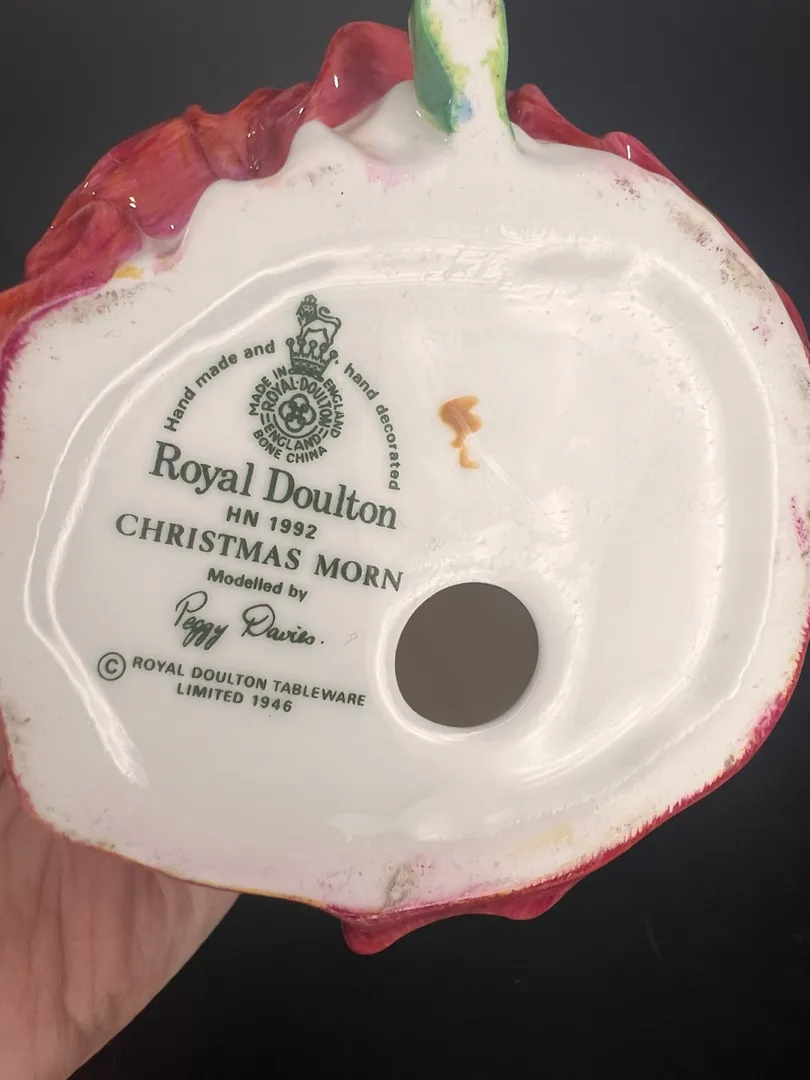 Hand made and hand decorated
MADE IN ENGLAND
ROYAL·DOULTON
ENGLAND
BONE CHINA
Royal Doulton
HN 1992
CHRISTMAS MORN
Modelled by
Peggy Davies.
© ROYAL DOULTON TABLEWARE
LIMITED 1946